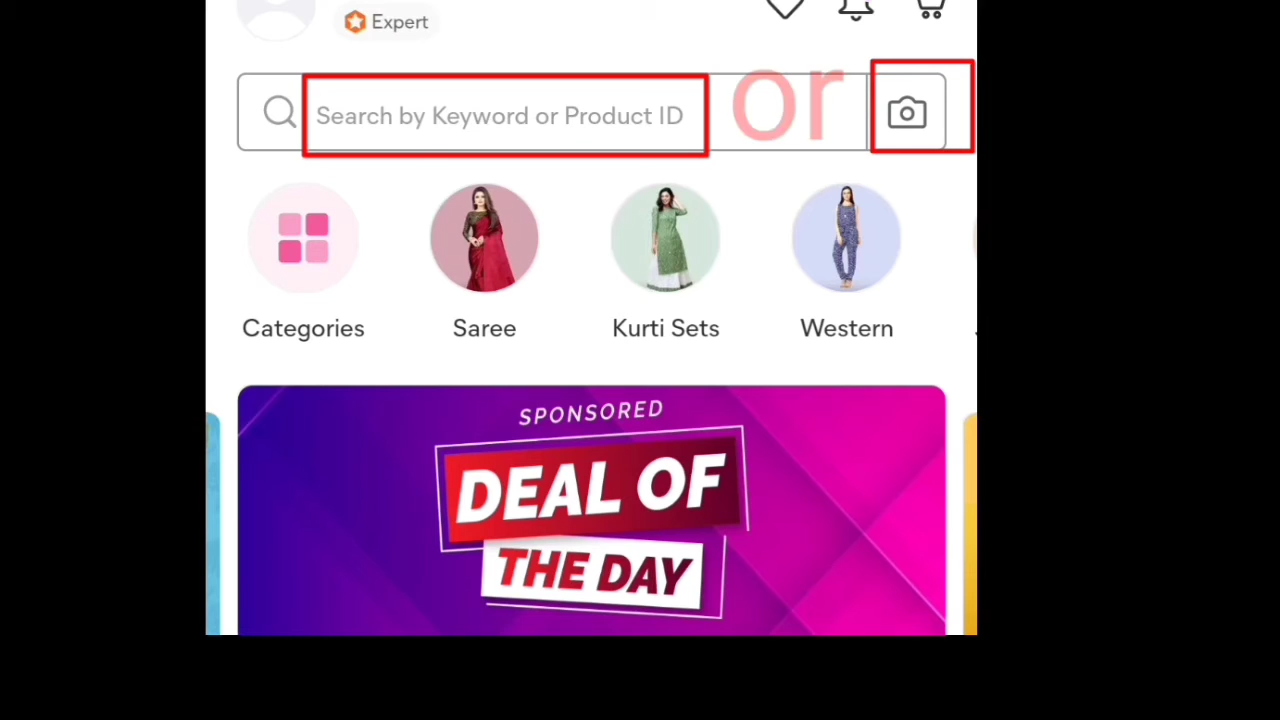 Expert
Search by Keyword or Product ID or
Categories Saree Kurti Sets Western
SPONSORED
DEAL OF
THE DAY